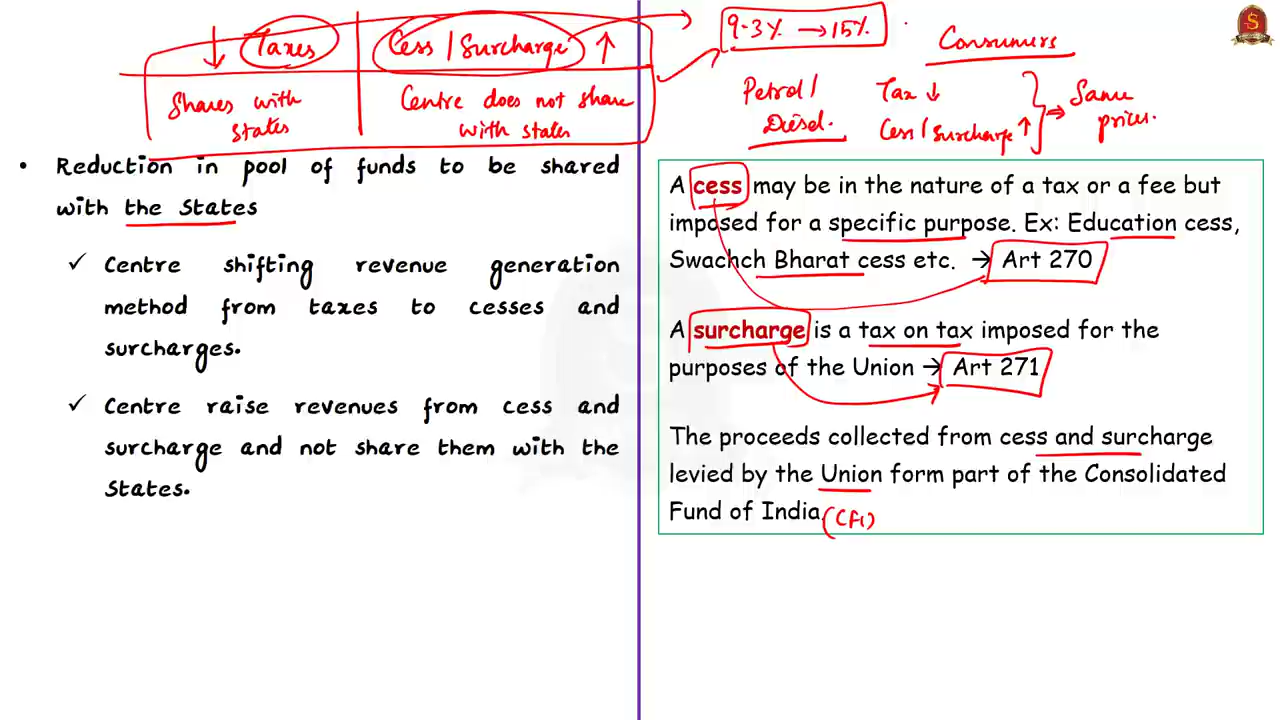 Taxes
Cess / Surcharge
Shares with
states
Centre does not share
with states
9.3% → 15%
Consumers
Petrol /
Diesel.
Tax ↓
Cess / Surcharge ↑
⇒ Same
prices.
• Reduction in pool of funds to be shared
with the States
✓ Centre shifting revenue generation
method from taxes to cesses and
surcharges.
✓ Centre raise revenues from cess and
surcharge and not share them with the
States.
A cess may be in the nature of a tax or a fee but
imposed for a specific purpose. Ex: Education cess,
Swachch Bharat cess etc. → Art 270
A surcharge is a tax on tax imposed for the
purposes of the Union → Art 271
The proceeds collected from cess and surcharge
levied by the Union form part of the Consolidated
Fund of India. (CFI)